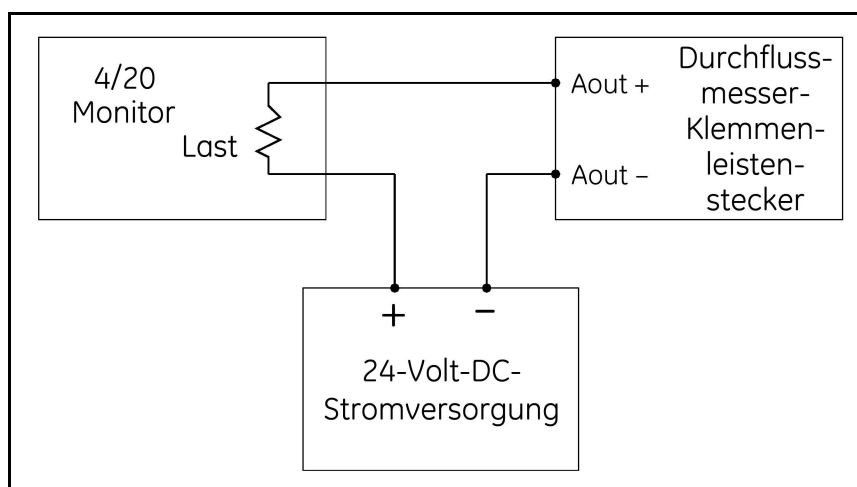 4/20
Monitor
Last
Aout +
Aout –
Durchfluss-
messer-
Klemmen-
leisten-
stecker
+ –
24-Volt-DC-
Stromversorgung